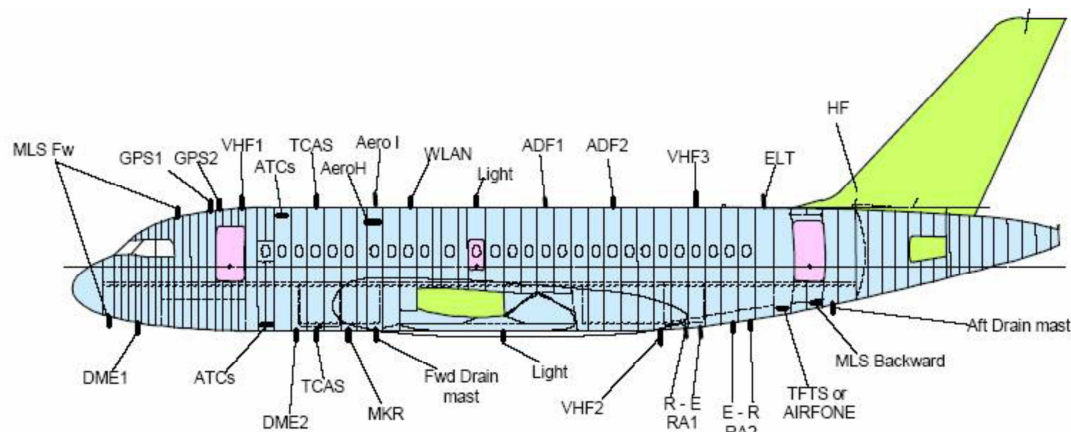 HF
Aero I
TCAS
VHF1
WLAN
ADF1
ADF2
VHF3
ELT
MLS Fw
GPS1
GPS2
ATCs
AeroH
Light
Aft Drain mast
MLS Backward
DME1
ATCs
TCAS
Fwd Drain
mast
Light
TFTS or
AIRFONE
DME2
MKR
VHF2
R - E
RA1
E - R
RA2